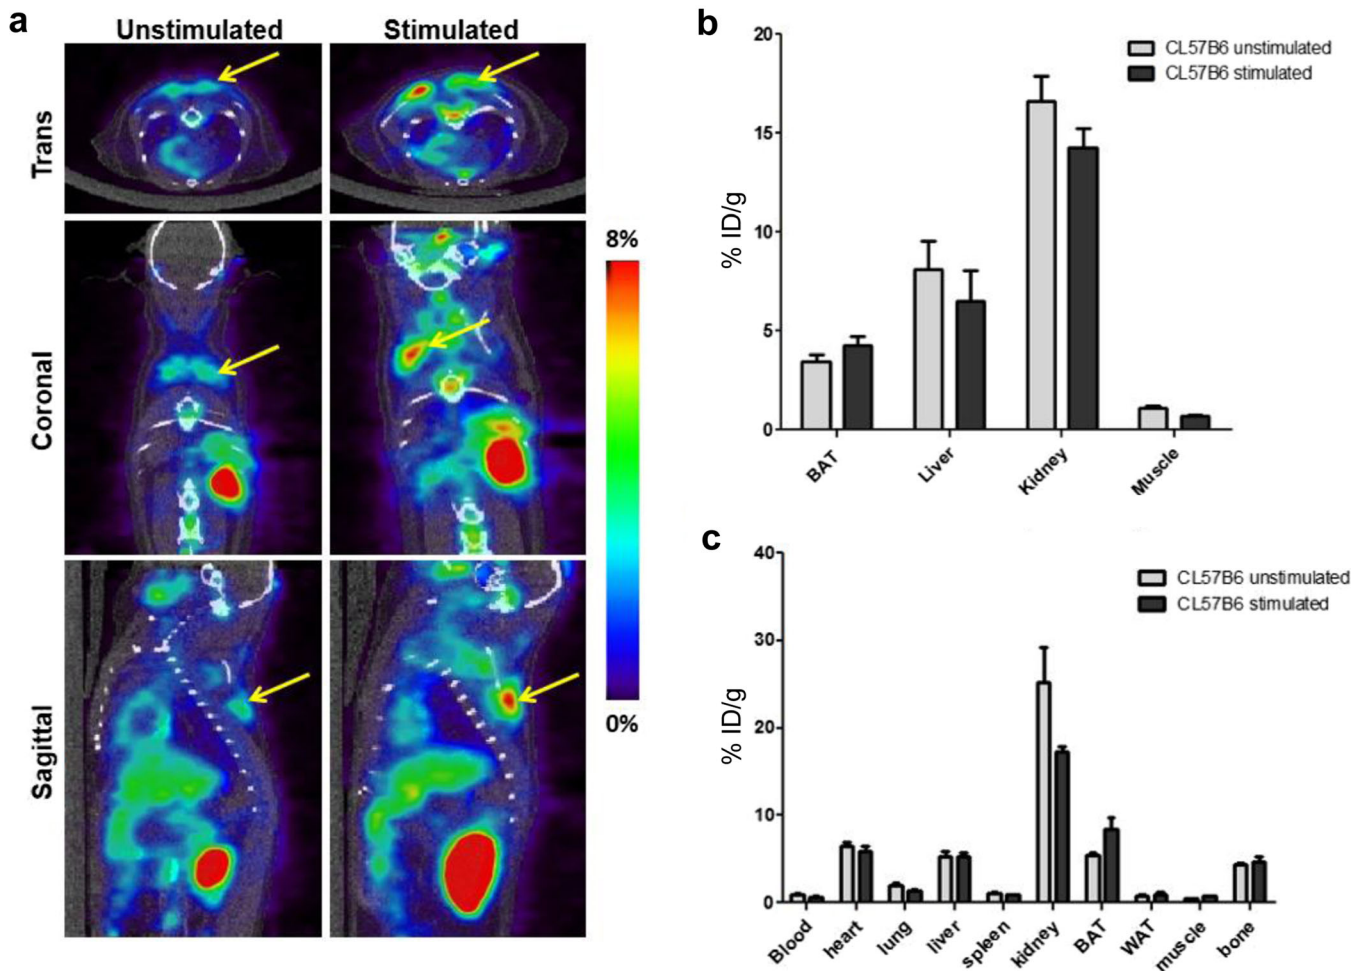 a
Unstimulated
Stimulated
Trans
Coronal
Sagittal
8%
0%
b
% ID/g
20
15
10
5
0
CL57B6 unstimulated
CL57B6 stimulated
BAT
Liver
Kidney
Muscle
c
% ID/g
40
30
20
10
0
CL57B6 unstimulated
CL57B6 stimulated
Blood
heart
lung
liver
spleen
kidney
BAT
WAT
muscle
bone